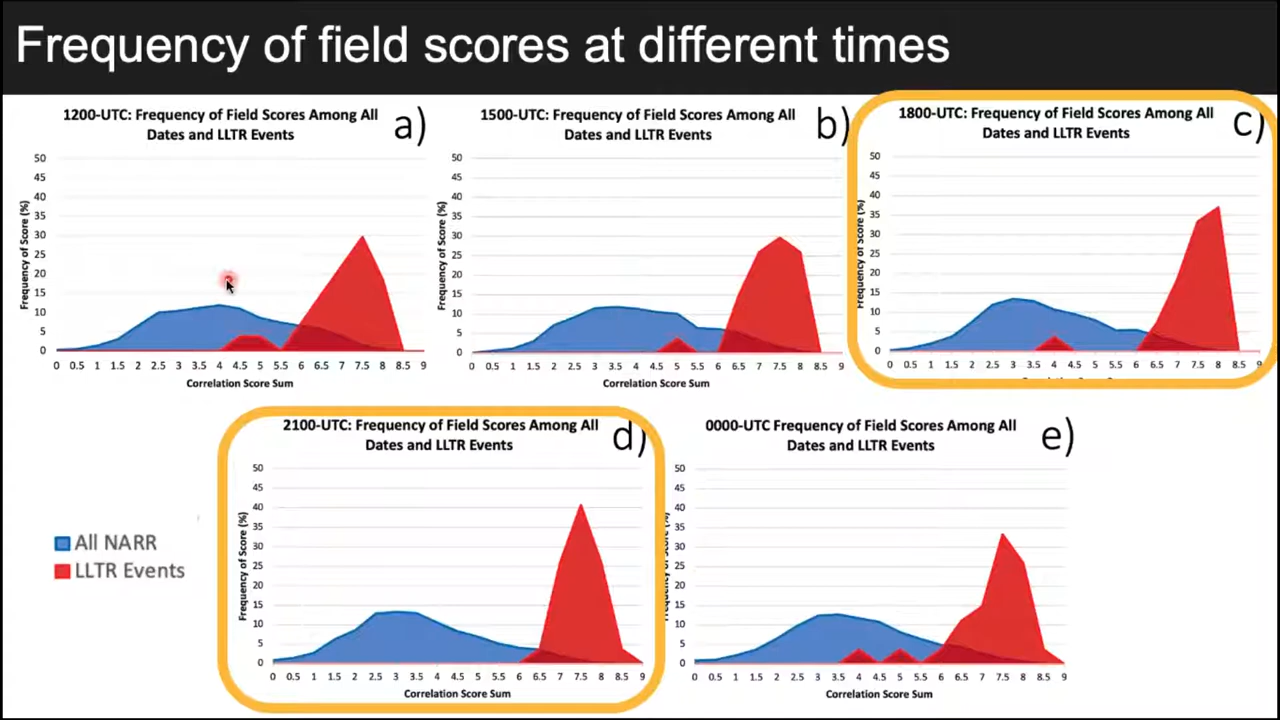 Frequency of field scores at different times
1200-UTC: Frequency of Field Scores Among All
Dates and LLTR Events
a)
50
45
40
35
30
25
20
15
10
5
0
Frequency of Score (%)
0 0.5 1 1.5 2 2.5 3 3.5 4 4.5 5 5.5 6 6.5 7 7.5 8 8.5 9
Correlation Score Sum
1500-UTC: Frequency of Field Scores Among All
Dates and LLTR Events
b)
50
45
40
35
30
25
20
15
10
5
0
Frequency of Score (%)
0 0.5 1 1.5 2 2.5 3 3.5 4 4.5 5 5.5 6 6.5 7 7.5 8 8.5 9
Correlation Score Sum
1800-UTC: Frequency of Field Scores Among All
Dates and LLTR Events
c)
50
45
40
35
30
25
20
15
10
5
0
Frequency of Score (%)
0 0.5 1 1.5 2 2.5 3 3.5 4 4.5 5 5.5 6 6.5 7 7.5 8 8.5 9
2100-UTC: Frequency of Field Scores Among All
Dates and LLTR Events
d)
50
45
40
35
30
25
20
15
10
5
0
Frequency of Score (%)
0 0.5 1 1.5 2 2.5 3 3.5 4 4.5 5 5.5 6 6.5 7 7.5 8 8.5 9
Correlation Score Sum
0000-UTC Frequency of Field Scores Among All
Dates and LLTR Events
e)
50
45
40
35
30
25
20
15
10
5
0
Frequency of Score (%)
0 0.5 1 1.5 2 2.5 3 3.5 4 4.5 5 5.5 6 6.5 7 7.5 8 8.5 9
Correlation Score Sum
All NARR
LLTR Events